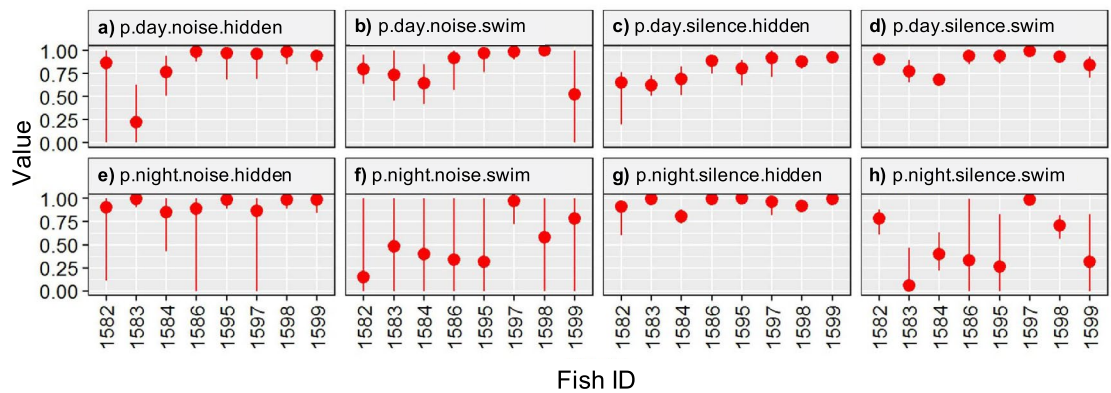 a) p.day.noise.hidden
b) p.day.noise.swim
c) p.day.silence.hidden
d) p.day.silence.swim
1.00
0.75
0.50
0.25
0.00
Value
e) p.night.noise.hidden
f) p.night.noise.swim
g) p.night.silence.hidden
h) p.night.silence.swim
1.00
0.75
0.50
0.25
0.00
1582 1583 1584 1586 1595 1597 1598 1599
1582 1583 1584 1586 1595 1597 1598 1599
1582 1583 1584 1586 1595 1597 1598 1599
1582 1583 1584 1586 1595 1597 1598 1599
Fish ID